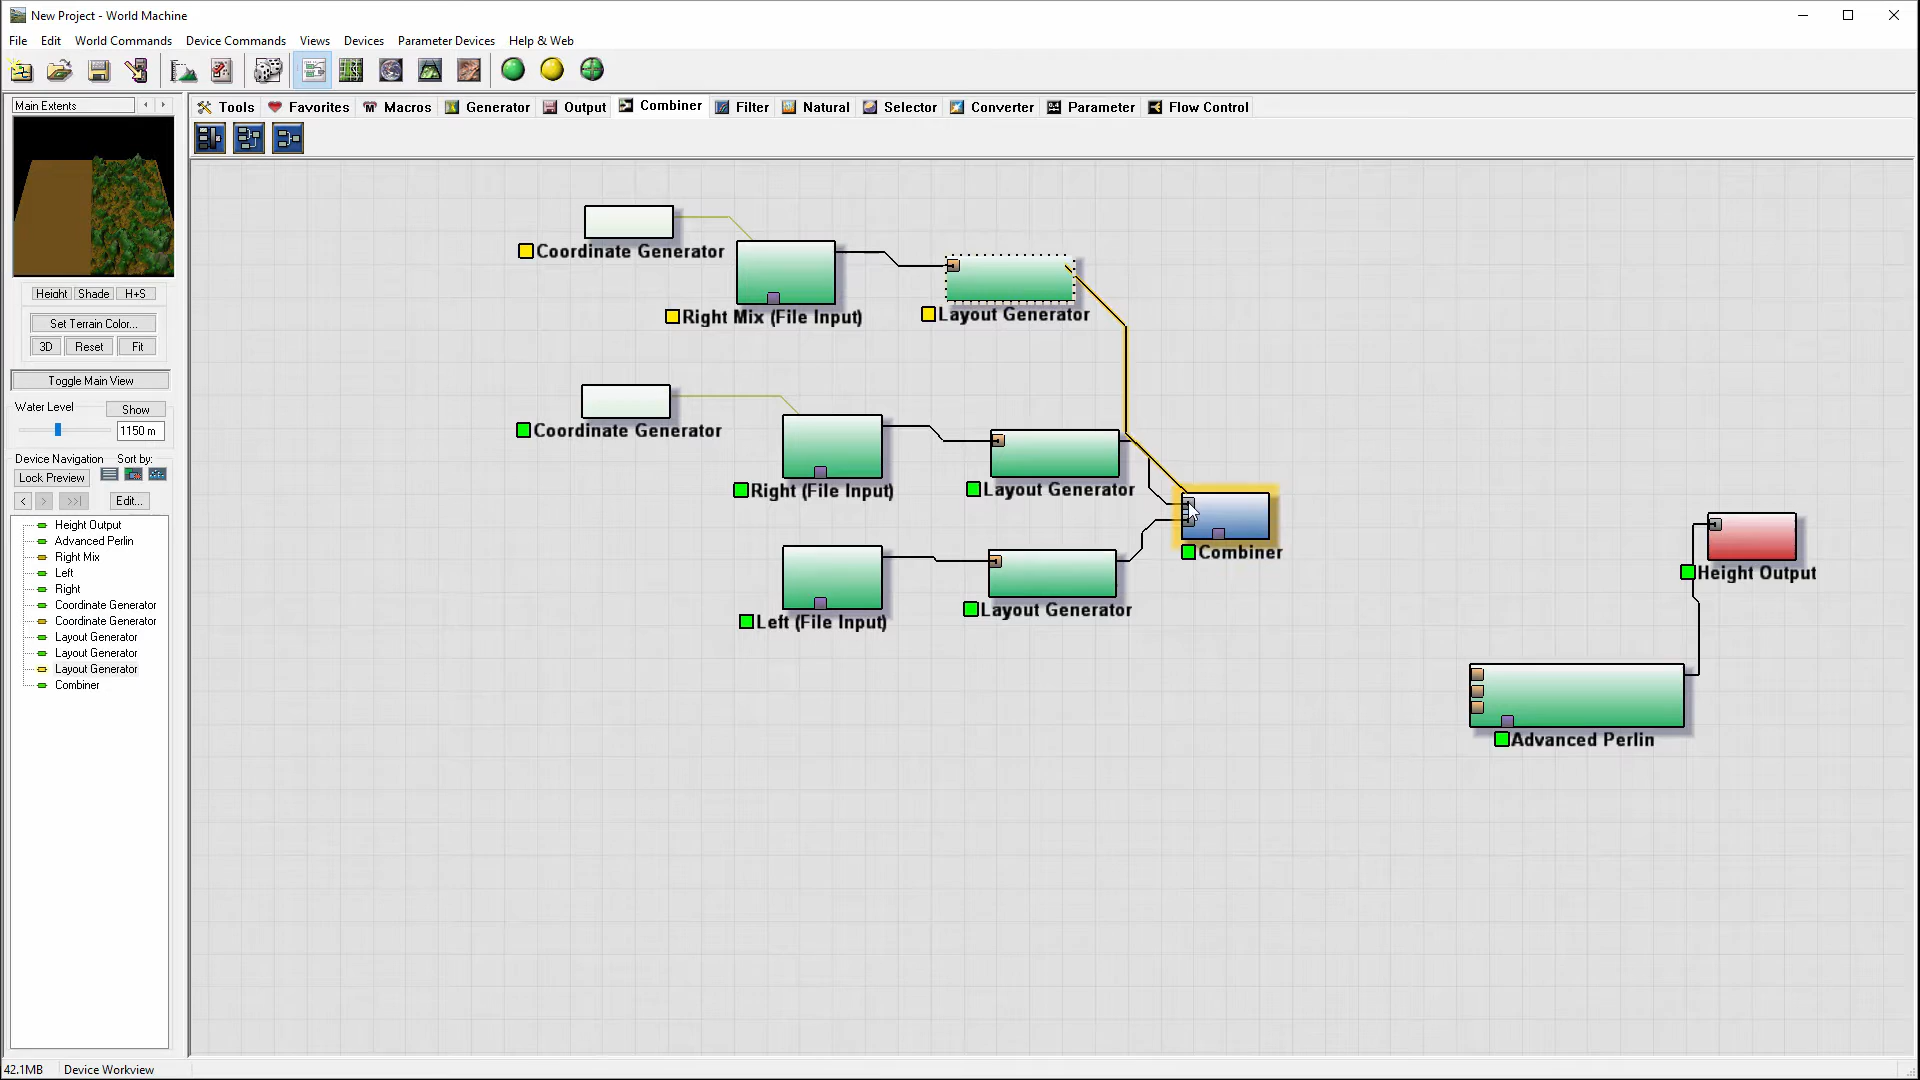 New Project - World Machine
File Edit World Commands Device Commands Views Devices Parameter Devices Help & Web
Main Extents
Tools Favorites Macros Generator Output Combiner Filter Natural Selector Converter Parameter Flow Control
Height Shade H+S
Set Terrain Color...
3D Reset Fit
Toggle Main View
Water Level Show
1150 m
Device Navigation Sort by:
Lock Preview
< > >>| Edit...
Height Output
Advanced Perlin
Right Mix
Left
Right
Coordinate Generator
Coordinate Generator
Layout Generator
Layout Generator
Layout Generator
Combiner
Coordinate Generator
Right Mix (File Input)
Layout Generator
Coordinate Generator
Right (File Input)
Layout Generator
Combiner
Left (File Input)
Layout Generator
Height Output
Advanced Perlin
42.1MB Device Workview